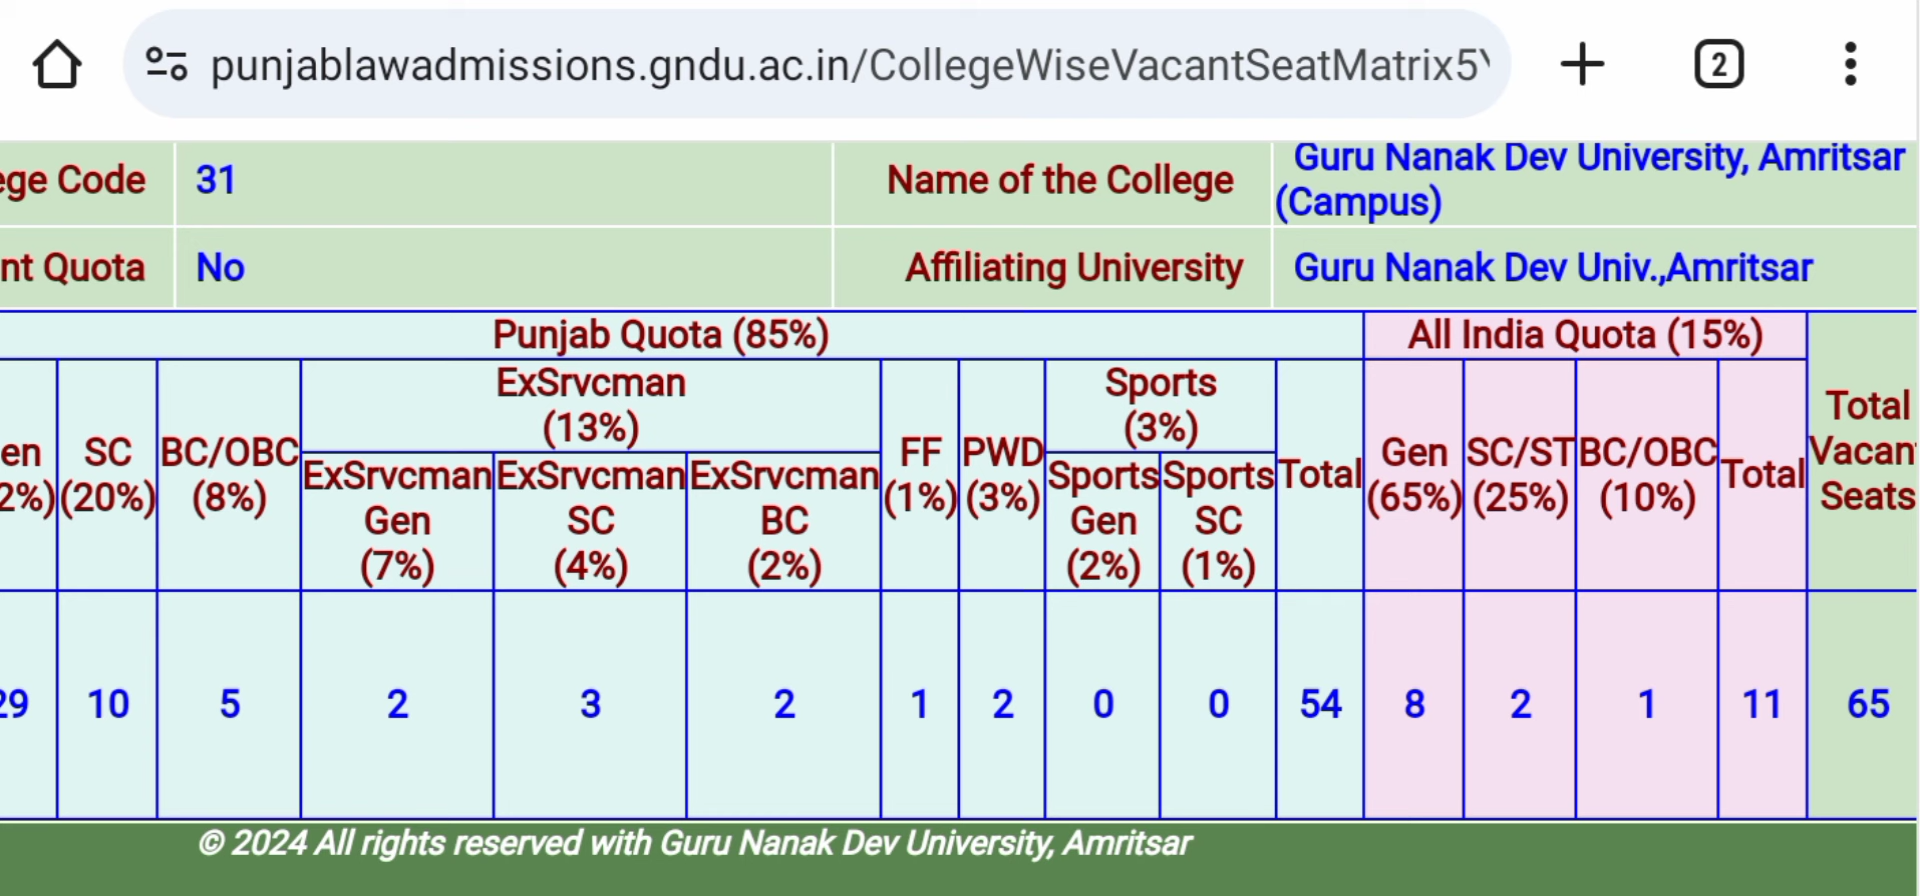 punjablawadmissions.gndu.ac.in/CollegeWiseVacantSeatMatrix5
2
ege Code 31 Name of the College Guru Nanak Dev University, Amritsar
(Campus)
nt Quota No Affiliating University Guru Nanak Dev Univ.,Amritsar
Punjab Quota (85%) All India Quota (15%)
en
2%)
SC
(20%)
BC/OBC
(8%)
ExSrvcman
(13%)
ExSrvcman
Gen
(7%)
ExSrvcman
SC
(4%)
ExSrvcman
BC
(2%)
FF
(1%)
PWD
(3%)
Sports
(3%)
Sports
Gen
(2%)
Sports
SC
(1%)
Total
Gen
(65%)
SC/ST
(25%)
BC/OBC
(10%)
Total
Total
Vacan
Seats
29 10 5 2 3 2 1 2 0 0 54 8 2 1 11 65
© 2024 All rights reserved with Guru Nanak Dev University, Amritsar